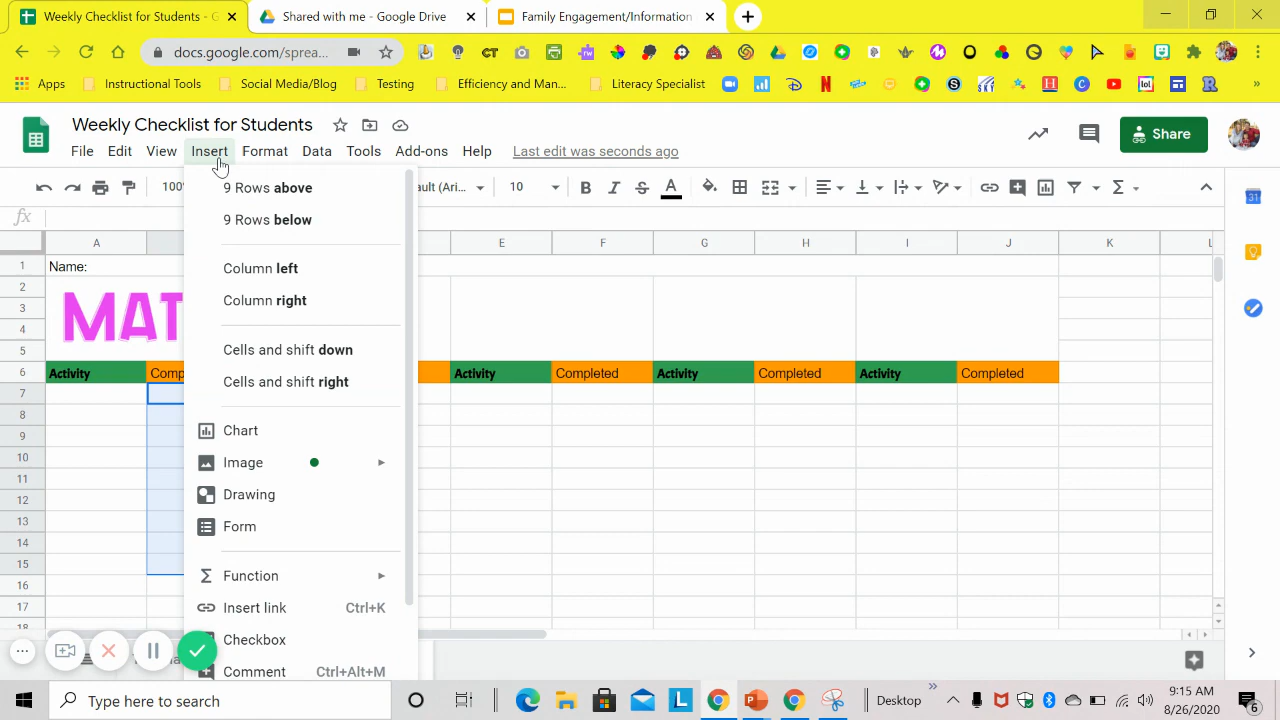 Weekly Checklist for Students - G
Shared with me - Google Drive
Family Engagement/Information
docs.google.com/sprea...
Apps
Instructional Tools
Social Media/Blog
Testing
Efficiency and Man...
Literacy Specialist
Weekly Checklist for Students
Share
File Edit View Insert Format Data Tools Add-ons Help Last edit was seconds ago
100%
ault (Ari...
10
fx
A E F G H I J K L
1 Name:
2
3 MAT
4
5
6 Activity Comp Activity Completed Activity Completed Activity Completed
7
8
9
10
11
12
13
14
15
16
17
18
9 Rows above
9 Rows below
Column left
Column right
Cells and shift down
Cells and shift right
Chart
Image
Drawing
Form
Function
Insert link Ctrl+K
Checkbox
Comment Ctrl+Alt+M
Type here to search
Desktop
9:15 AM
8/26/2020
6